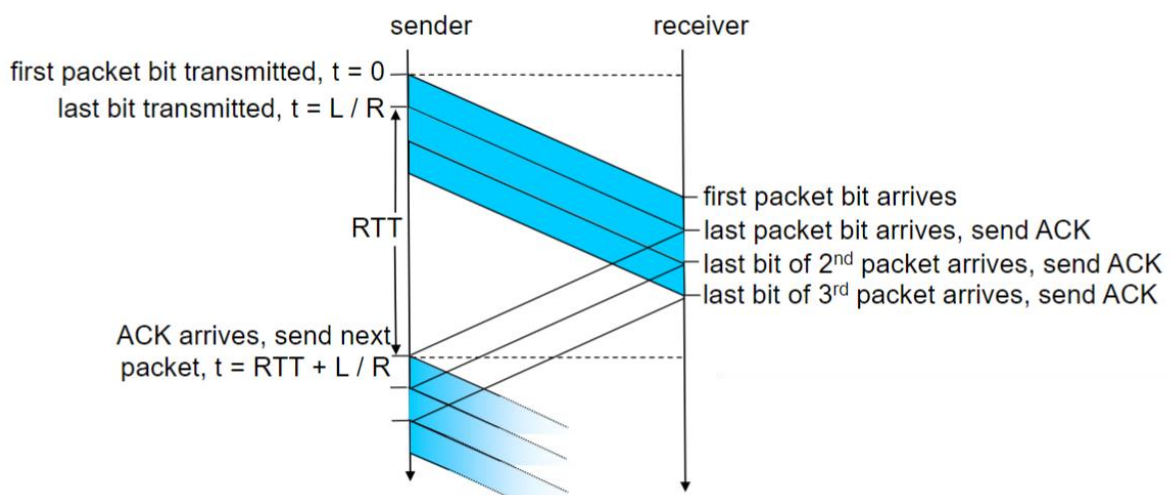 sender
receiver
first packet bit transmitted, t = 0
last bit transmitted, t = L / R
RTT
first packet bit arrives
last packet bit arrives, send ACK
last bit of 2nd packet arrives, send ACK
last bit of 3rd packet arrives, send ACK
ACK arrives, send next
packet, t = RTT + L / R